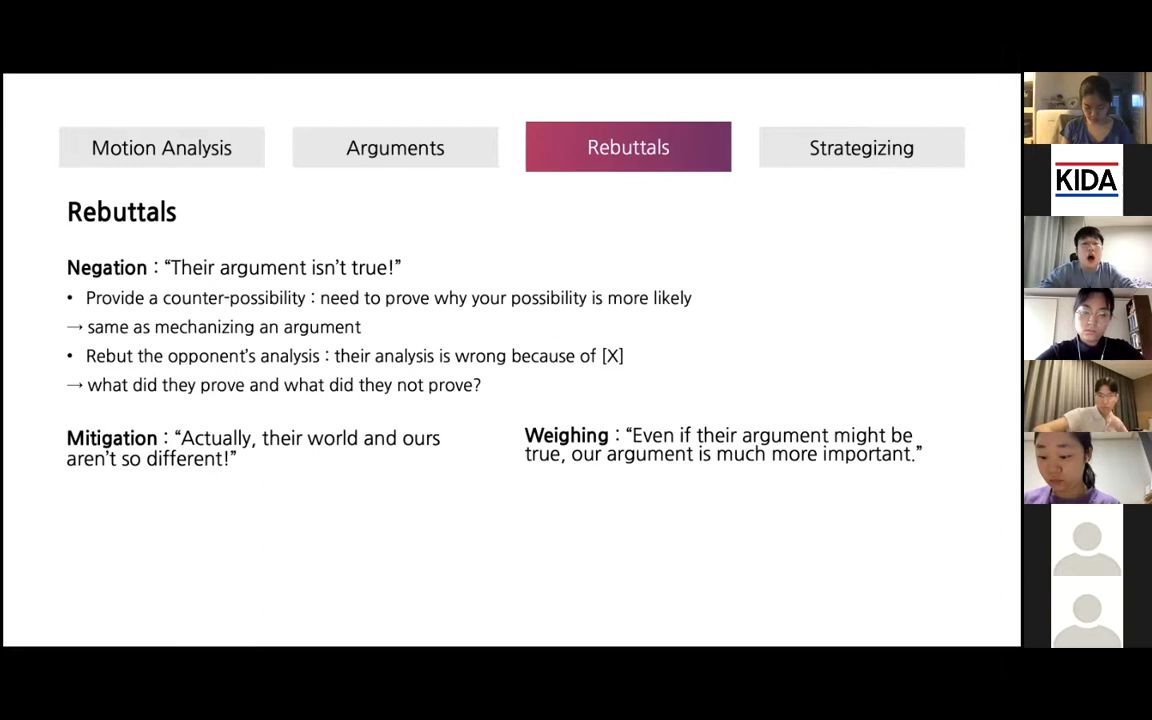 Motion Analysis
Arguments
Rebuttals
Strategizing
Rebuttals
Negation : “Their argument isn’t true!”
• Provide a counter-possibility : need to prove why your possibility is more likely
→ same as mechanizing an argument
• Rebut the opponent’s analysis : their analysis is wrong because of [X]
→ what did they prove and what did they not prove?
Mitigation : “Actually, their world and ours
aren’t so different!”
Weighing : “Even if their argument might be
true, our argument is much more important.”
KIDA